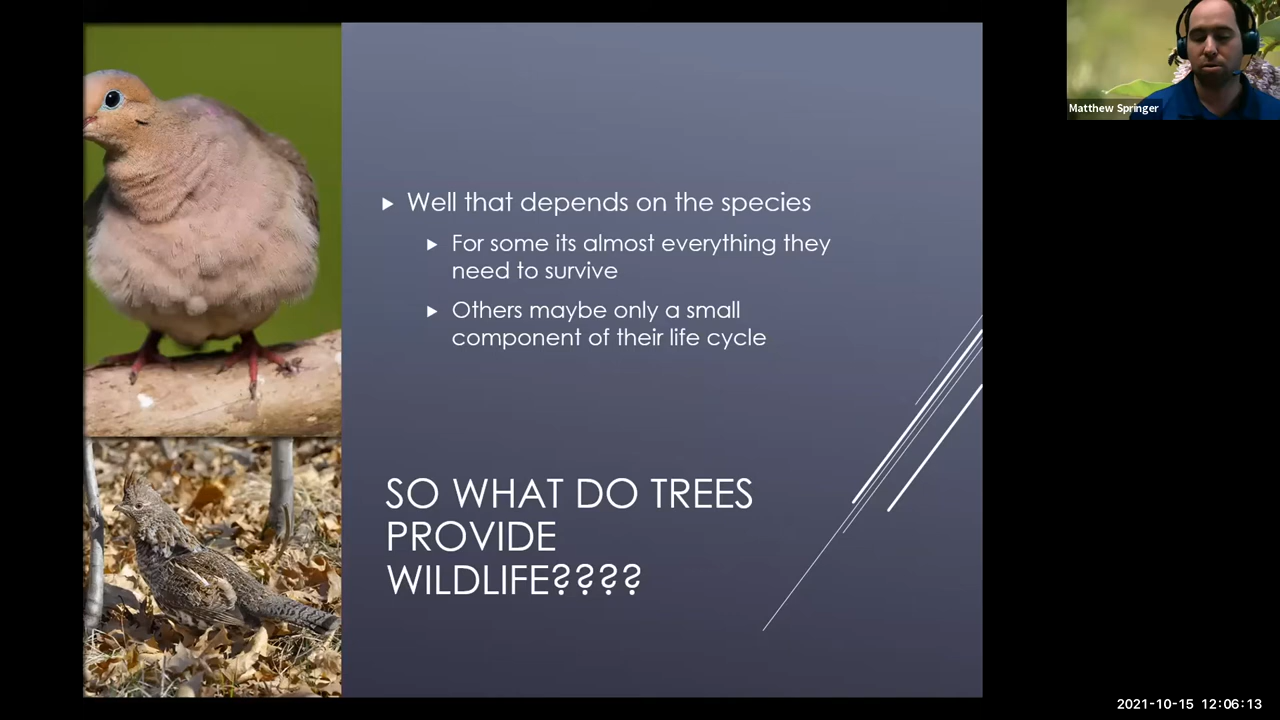 Well that depends on the species
For some its almost everything they
need to survive
Others maybe only a small
component of their life cycle
SO WHAT DO TREES
PROVIDE
WILDLIFE????
Matthew Springer
2021-10-15 12:06:13